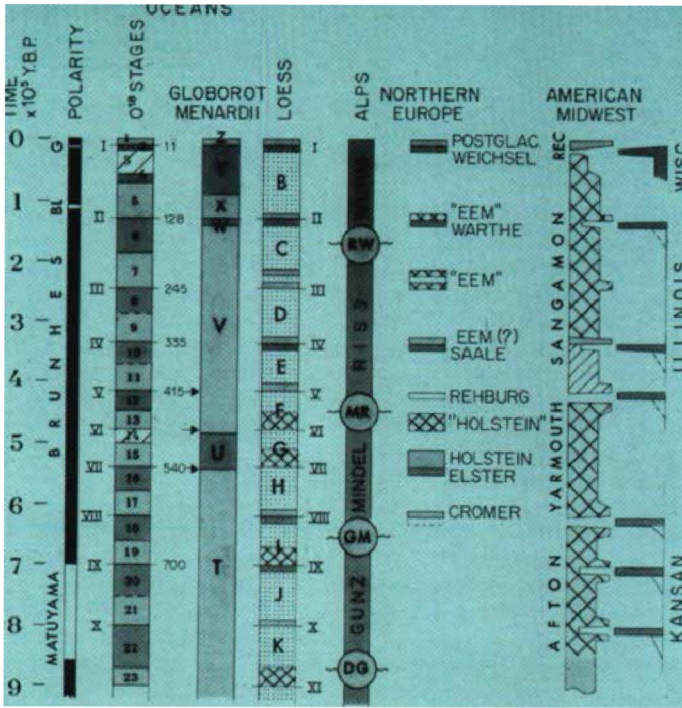 OCEANS
TIME
x10⁵ Y.B.P.
POLARITY
O¹⁸ STAGES
GLOBOROT
MENARDII
LOESS
ALPS
NORTHERN
EUROPE
AMERICAN
MIDWEST
0
1
2
3
4
5
6
7
8
9
G
BL
BRUNHES
MATUYAMA
1
5
6
7
8
9
10
11
12
13
15
16
17
18
19
20
21
22
23
I
II
III
IV
V
VI
VII
VIII
IX
X
11
128
245
335
415
540
700
Z
X
W
V
U
T
B
C
D
E
F
G
H
I
J
K
I
II
III
IV
V
VI
VII
VIII
IX
X
XI
RW
RISS
MR
MINDEL
GM
GUNZ
DG
POSTGLAC.
WEICHSEL
"EEM"
WARTHE
"EEM"
EEM (?)
SAALE
REHBURG
"HOLSTEIN"
HOLSTEIN
ELSTER
CROMER
REC
SANGAMON
YARMOUTH
AFTON
WISC
ILLINOIS
KANSAN